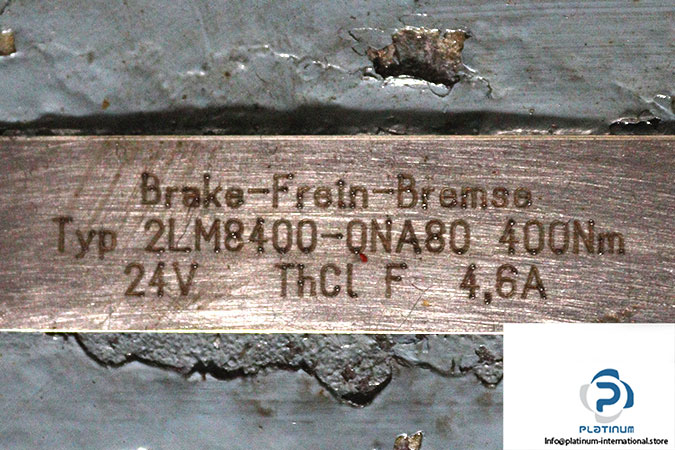 Brake-Frein-Bremse
Typ 2LM8400-0NA80 400Nm
24V ThCl F 4,6A
PLATINUM
Info@platinum-international.store